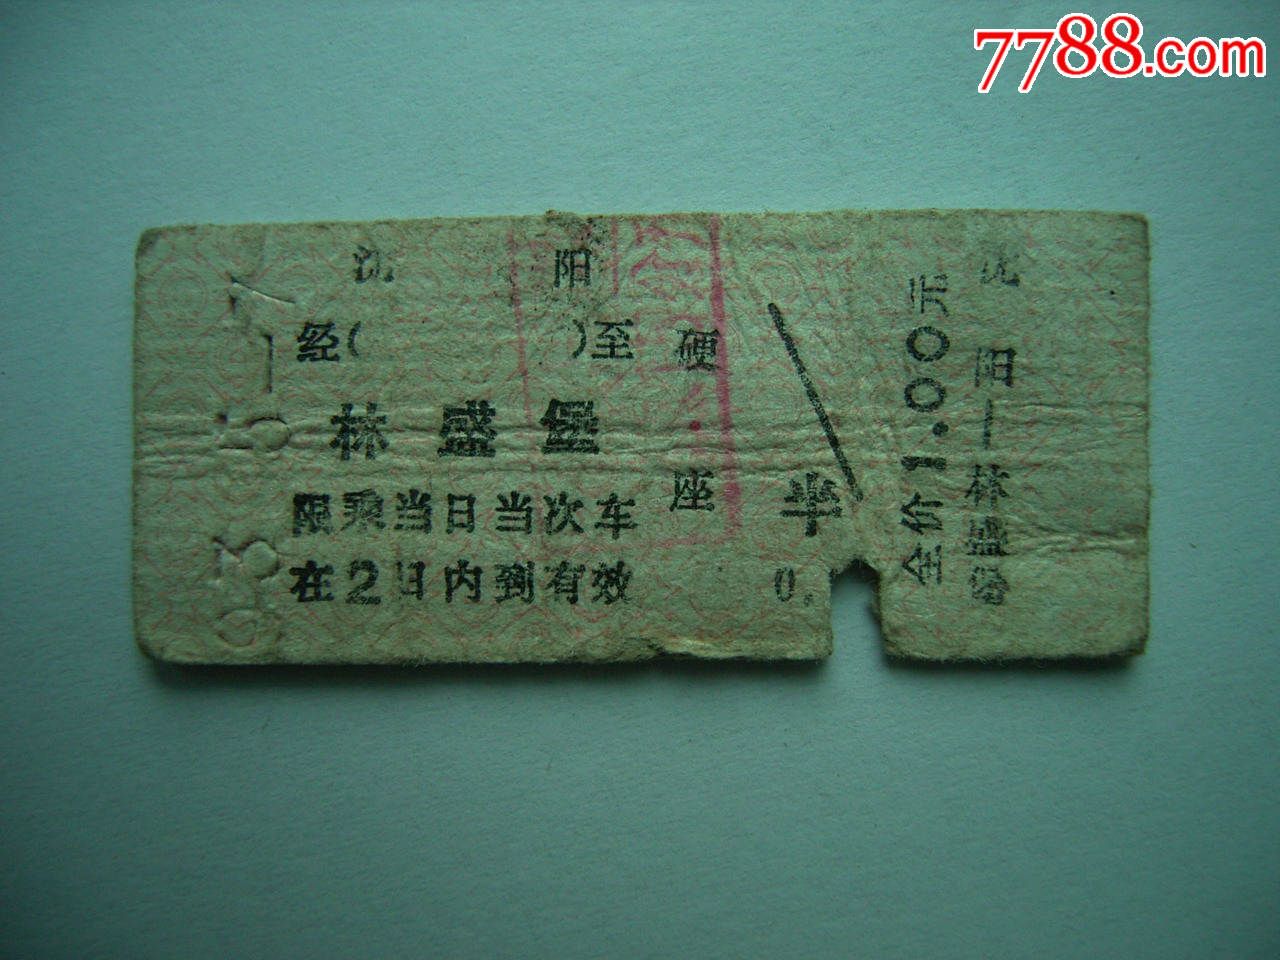 7788.com
沈阳
经( )至
林盛堡
限乘当日当次车
在2日内到有效
硬座
半
0.
全价1.00元
沈阳—林盛堡